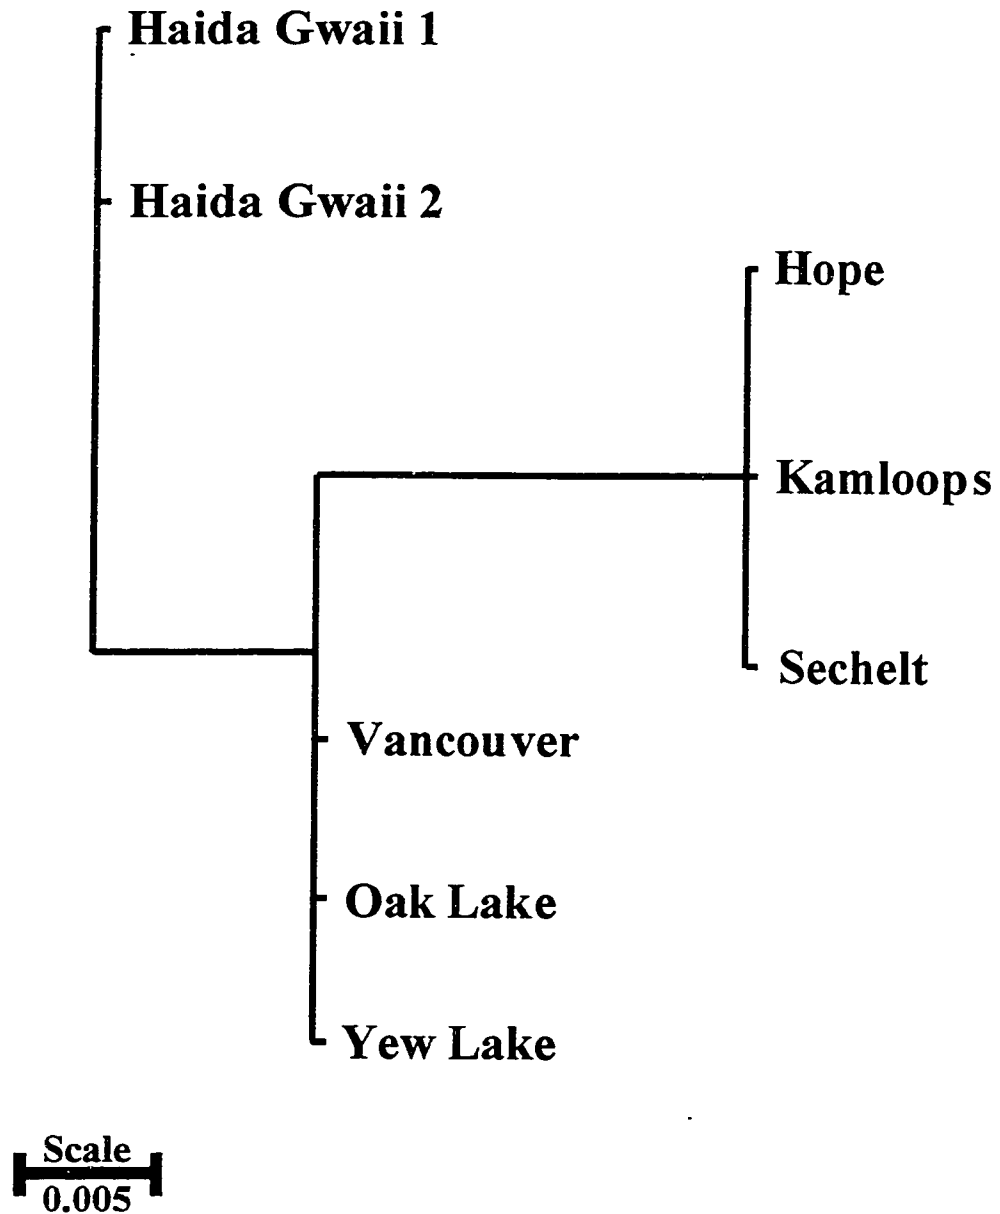 Haida Gwaii 1
Haida Gwaii 2
Hope
Kamloops
Sechelt
Vancouver
Oak Lake
Yew Lake
Scale
0.005